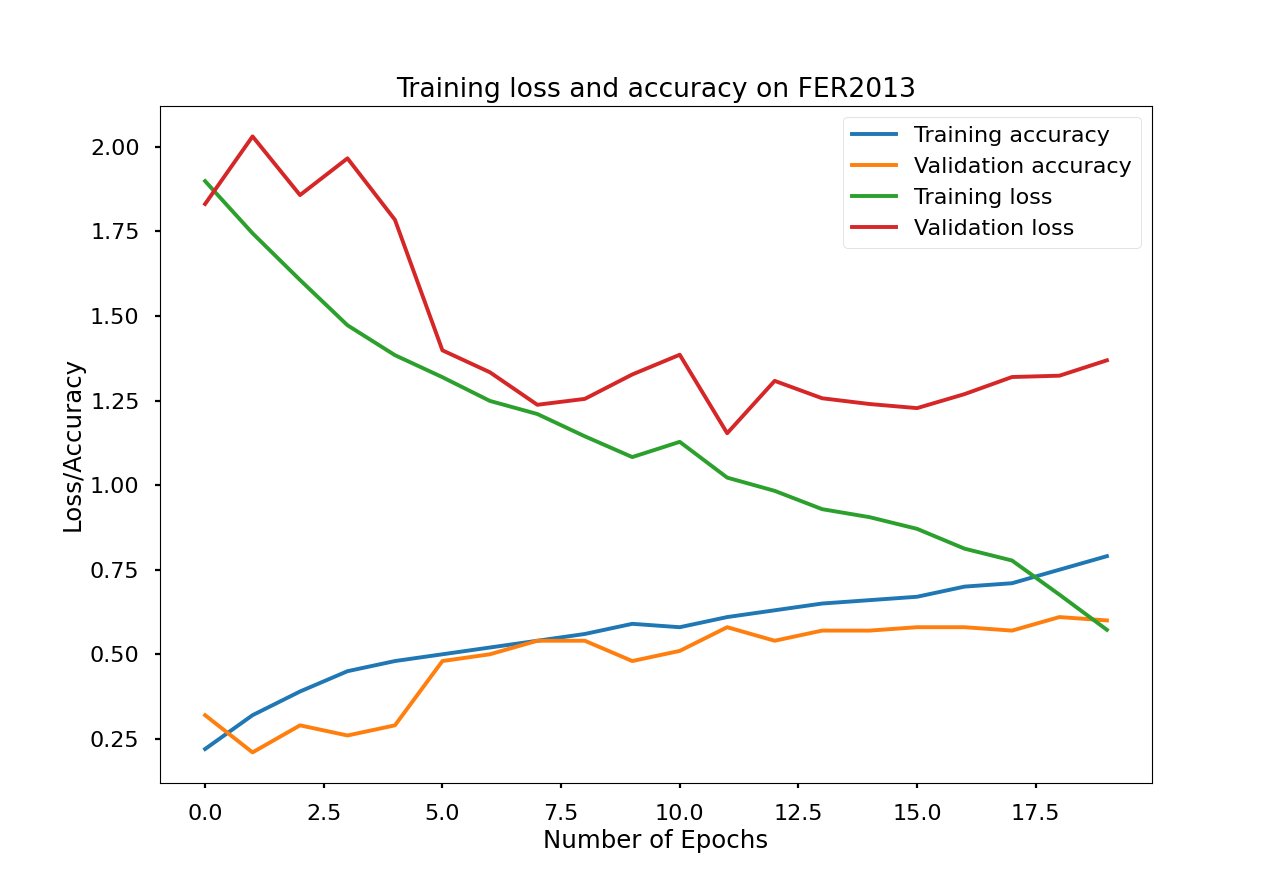 Training loss and accuracy on FER2013
Training accuracy
Validation accuracy
Training loss
Validation loss
Loss/Accuracy
2.00
1.75
1.50
1.25
1.00
0.75
0.50
0.25
0.0 2.5 5.0 7.5 10.0 12.5 15.0 17.5
Number of Epochs